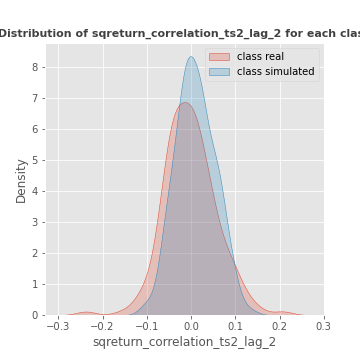 Distribution of sqreturn_correlation_ts2_lag_2 for each clas
class real
class simulated
Density
8
7
6
5
4
3
2
1
0
−0.3 −0.2 −0.1 0.0 0.1 0.2 0.3
sqreturn_correlation_ts2_lag_2